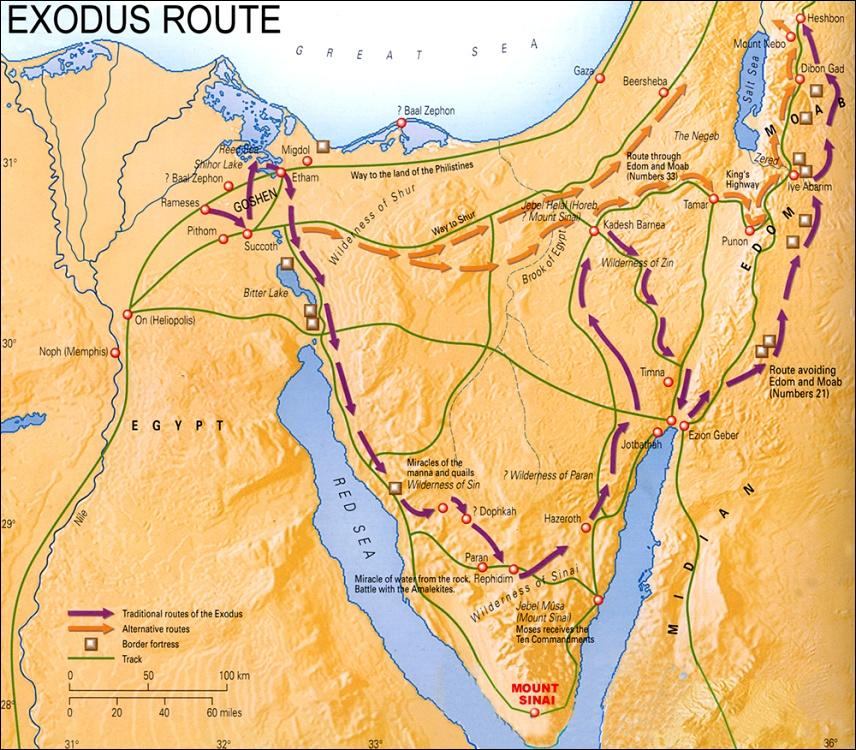 EXODUS ROUTE
GREAT SEA
Heshbon
Mount Nebo
Dibon Gad
Salt Sea
Gaza
Beersheba
MOAB
? Baal Zephon
The Negeb
Reed Sea
Migdol
31°
Shihor Lake
Etham
Way to the land of the Philistines
Route through
Edom and Moab
(Numbers 33)
Zered
? Baal Zephon
GOSHEN
King's
Highway
Iye Abarim
Rameses
Wilderness of Shur
Way to Shur
Jebel Helal (Horeb,
? Mount Sinai)
Tamar
Pithom
Succoth
Kadesh Barnea
Punon
EDOM
Brook of Egypt
Wilderness of Zin
Bitter Lake
On (Heliopolis)
30°
Noph (Memphis)
Timna
Route avoiding
Edom and Moab
(Numbers 21)
EGYPT
Jotbathah
Ezion Geber
Miracles of the
manna and quails
Wilderness of Sin
? Wilderness of Paran
RED SEA
29°
Nile
? Dophkah
Hazeroth
MIDIAN
Paran
Miracle of water from the rock.
Battle with the Amalekites.
Rephidim
Wilderness of Sinai
Jebel Mûsa
(Mount Sinai)
Moses receives the
Ten Commandments
Traditional routes of the Exodus
Alternative routes
Border fortress
Track
0 50 100 km
0 20 40 60 miles
MOUNT
SINAI
28°
31° 32° 33° 36°